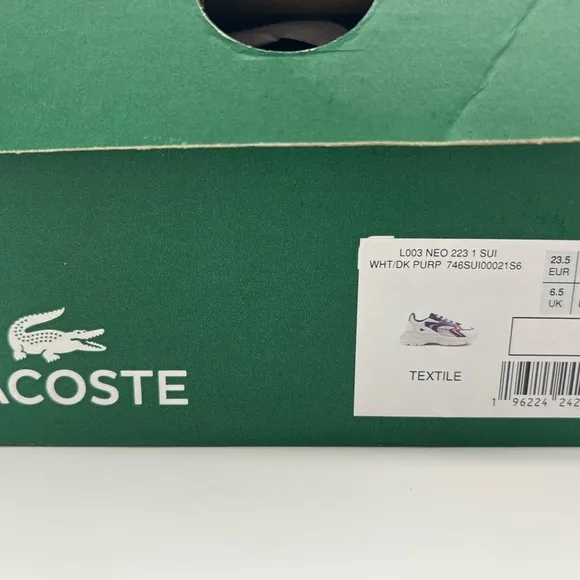 L003 NEO 223 1 SUI
WHT/DK PURP 746SUI00021S6
23.5
EUR
6.5
UK
TEXTILE
1 96224 242
ACOSTE